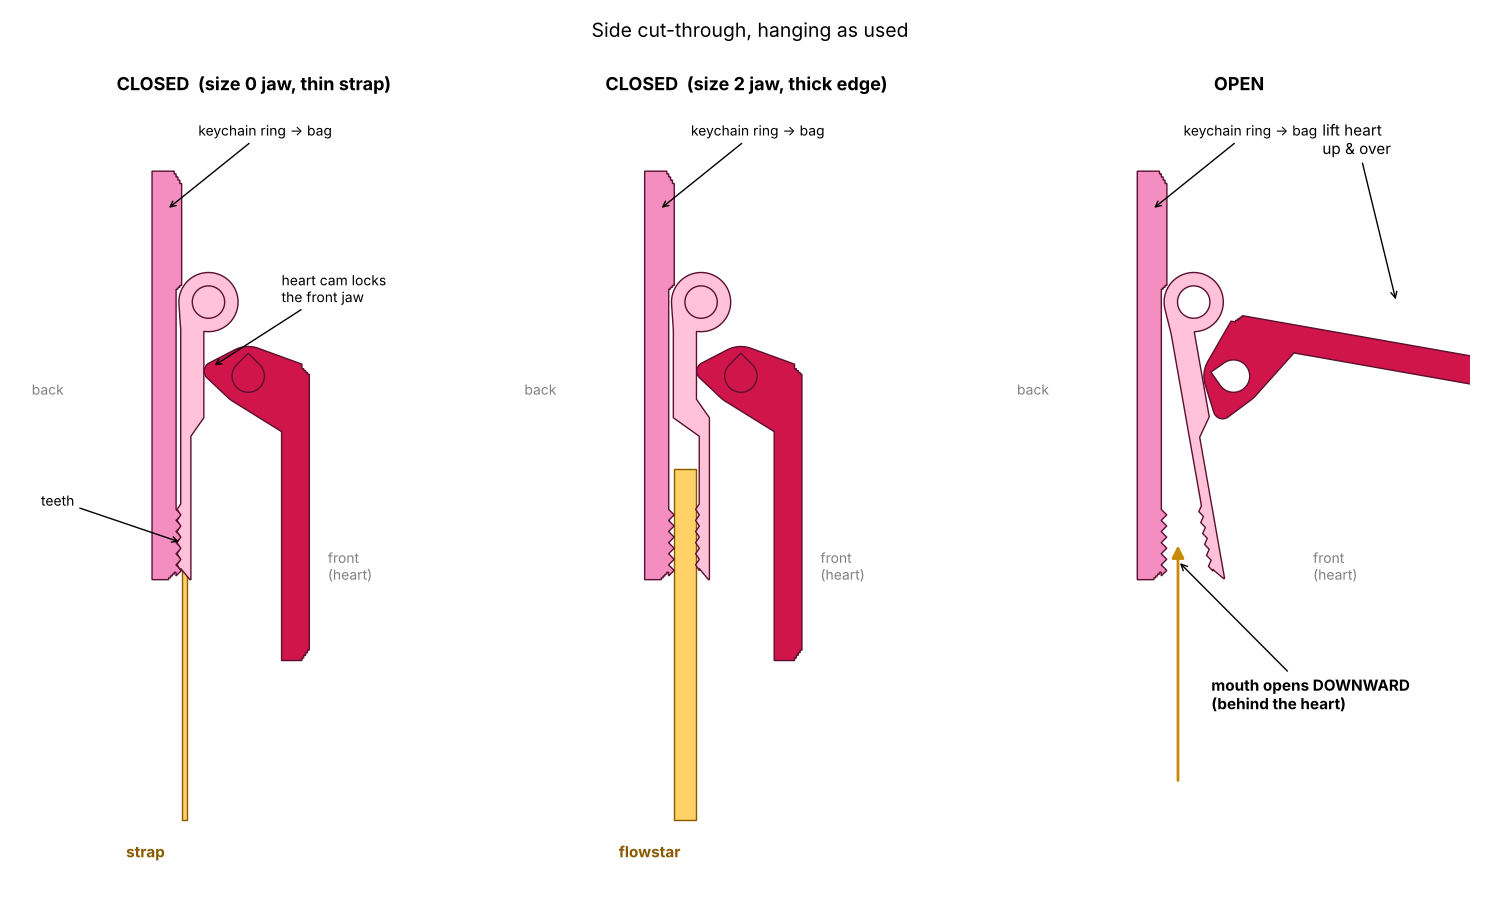 Side cut-through, hanging as used
CLOSED  (size 0 jaw, thin strap)
keychain ring → bag
heart cam locks
the front jaw
back
teeth
front
(heart)
strap
CLOSED  (size 2 jaw, thick edge)
keychain ring → bag
back
front
(heart)
flowstar
OPEN
keychain ring → bag
lift heart
up & over
back
front
(heart)
mouth opens DOWNWARD
(behind the heart)